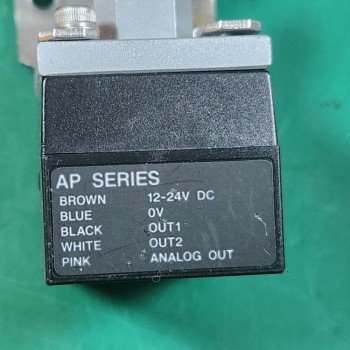 AP SERIES
BROWN 12-24V DC
BLUE 0V
BLACK OUT1
WHITE OUT2
PINK ANALOG OUT